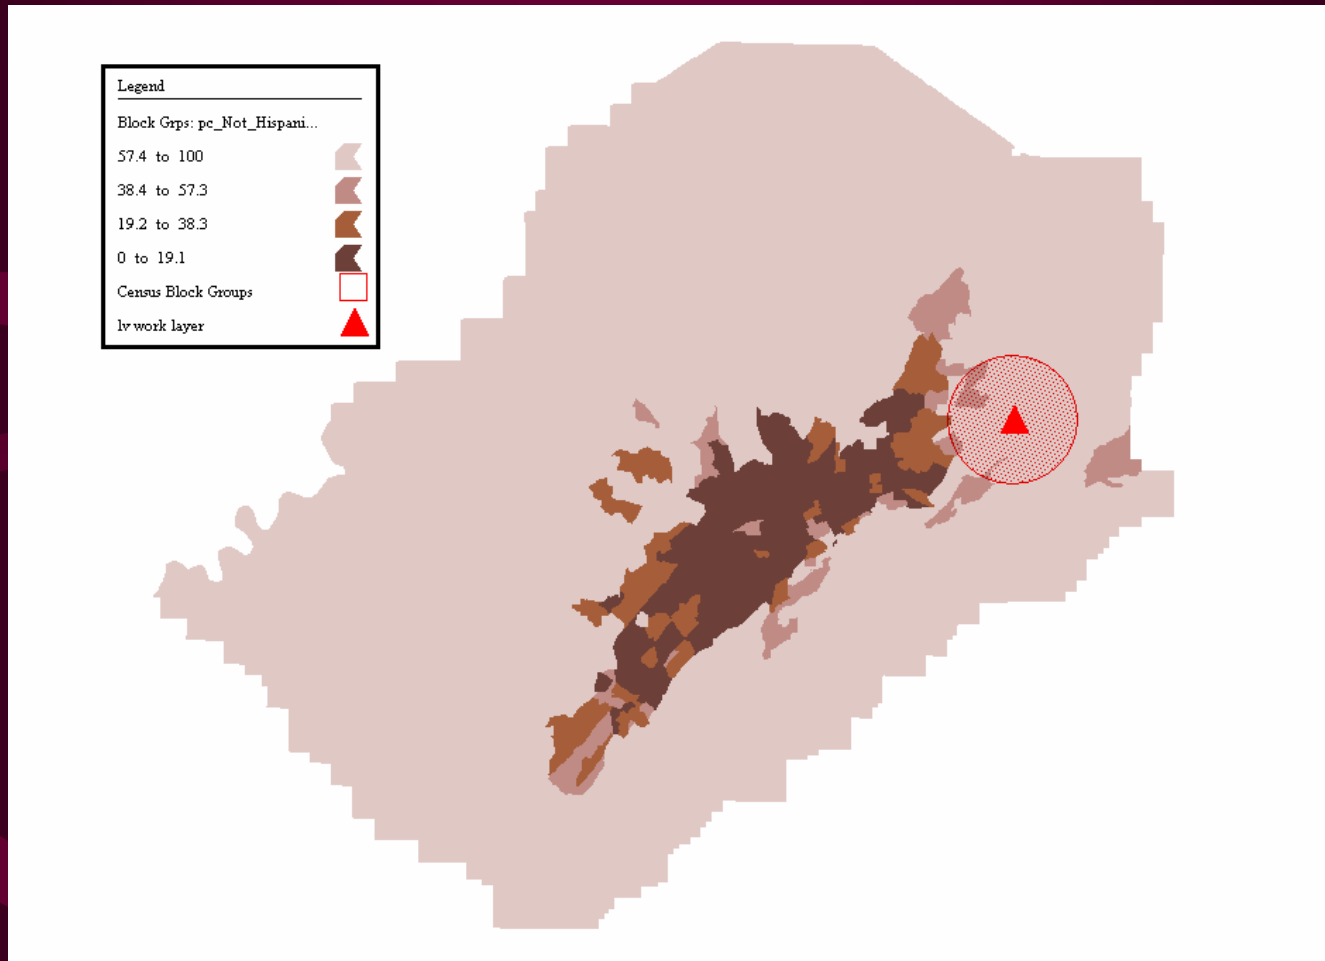 Legend
Block Grps: pc_Not_Hispani...
57.4 to 100
38.4 to 57.3
19.2 to 38.3
0 to 19.1
Census Block Groups
lv work layer